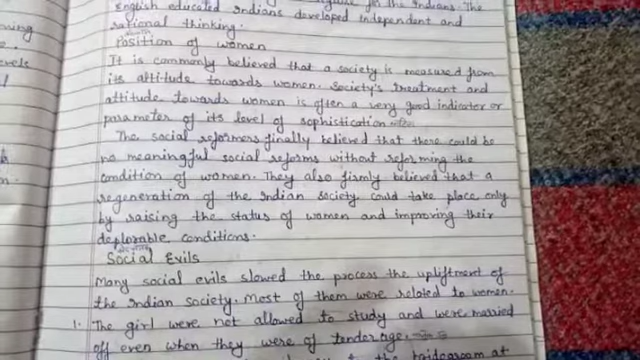 English educated Indians developed independent and
rational thinking.
Position of women
It is commonly believed that a society is measured from
its attitude towards women. Society's treatment and
attitude towards women is often a very good indicator or
parameter of its level of sophistication
The social reformers finally believed that there could be
no meaningful social reforms without reforming the
condition of women. They also firmly believed that a
regeneration of the Indian society could take place only
by raising the status of women and improving their
deplorable conditions.
Social Evils
Many social evils slowed the process the upliftment of
the Indian society. Most of them were related to women.
1. The girl were not allowed to study and were married
off even when they were of tender age.
the bridegroom at